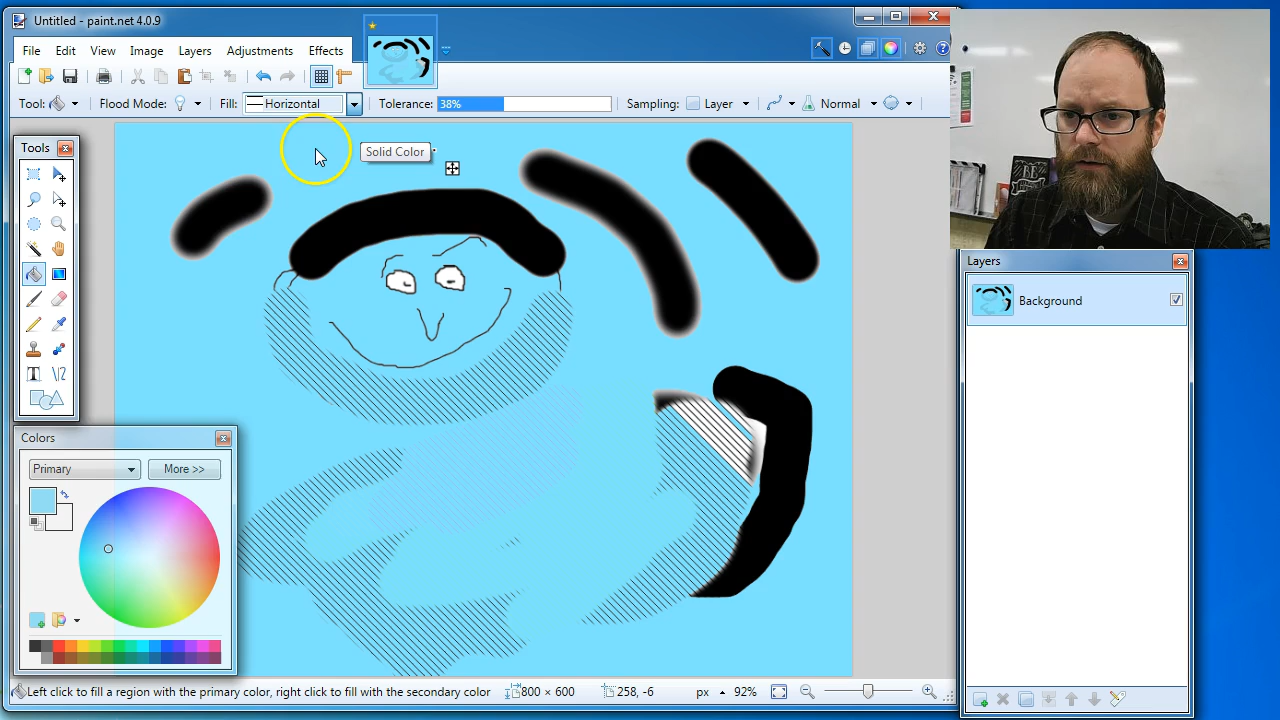 Untitled - paint.net 4.0.9
File Edit View Image Layers Adjustments Effects
Tool: Flood Mode: Fill: Horizontal Tolerance: 38% Sampling: Layer Normal
Tools
Solid Color
Layers
Background
Colors
Primary
More >>
Left click to fill a region with the primary color, right click to fill with the secondary color 800 × 600 258, -6 px 92%